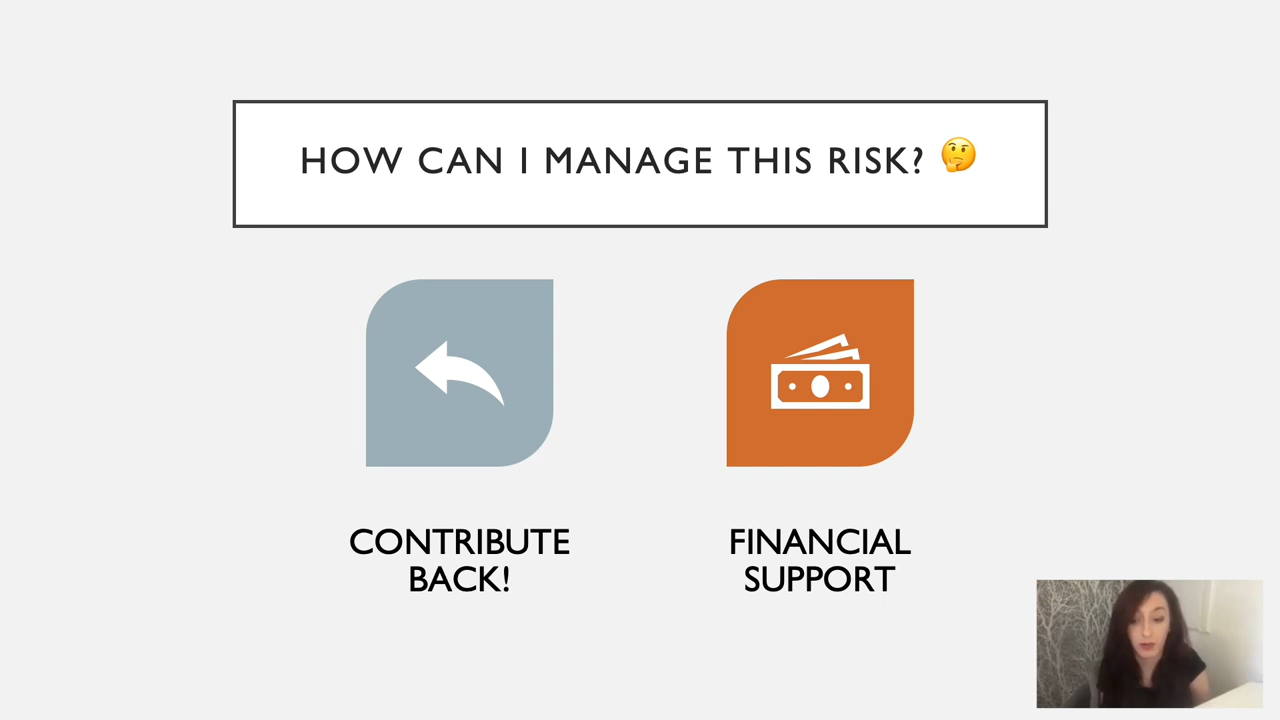 HOW CAN I MANAGE THIS RISK? 🤔
CONTRIBUTE
BACK!
FINANCIAL
SUPPORT